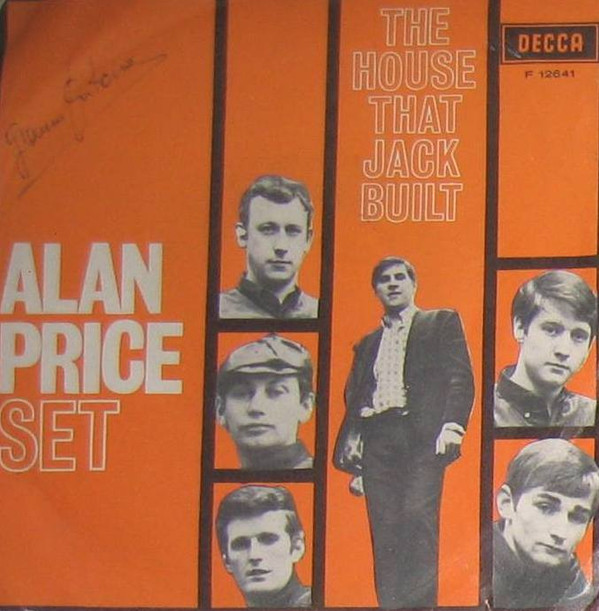 ALAN
PRICE
SET
THE
HOUSE
THAT
JACK
BUILT
DECCA
F 12641